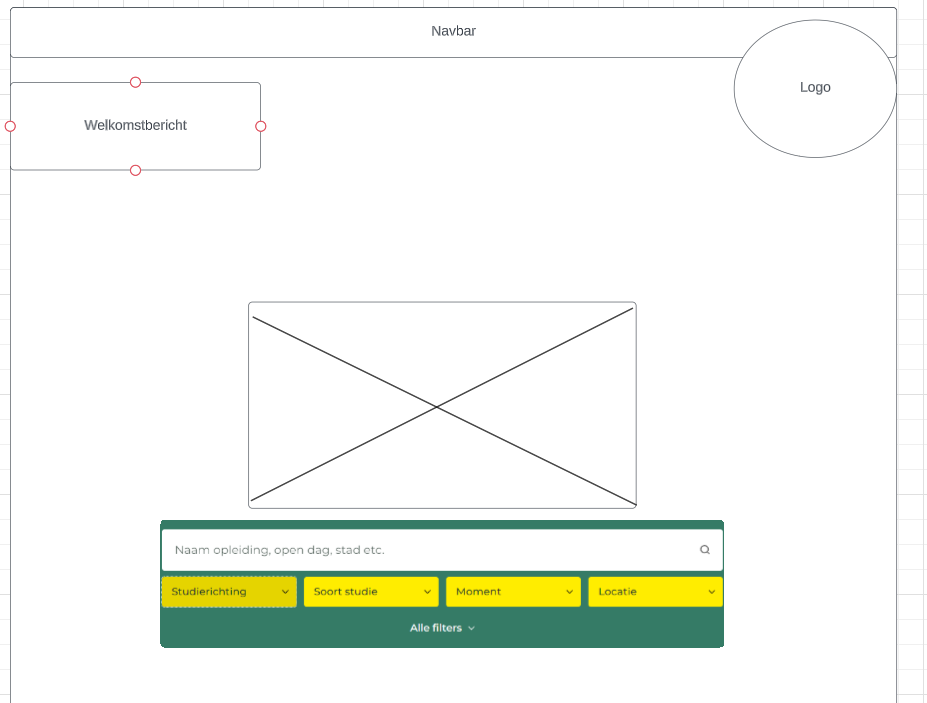 Navbar
Logo
Welkomstbericht
Naam opleiding, open dag, stad etc.
Studierichting
Soort studie
Moment
Locatie
Alle filters